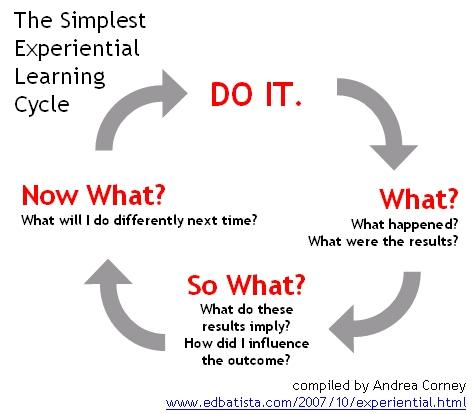 The Simplest
Experiential
Learning
Cycle
DO IT.
What?
What happened?
What were the results?
So What?
What do these
results imply?
How did I influence
the outcome?
Now What?
What will I do differently next time?
compiled by Andrea Corney
www.edbatista.com/2007/10/experiential.html